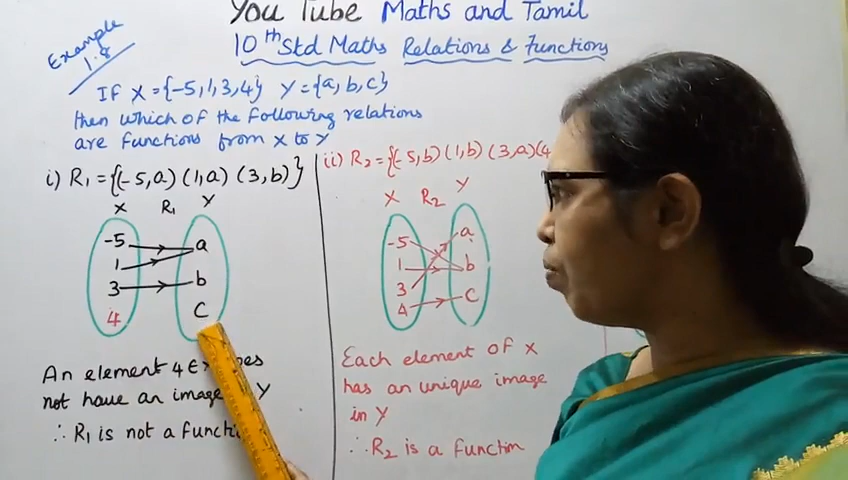 You Tube Maths and Tamil
10th Std Maths Relations & Functions
Example 1.8
If X = {-5,1,3,4} Y = {a,b,c}
then which of the following relations
are functions from X to Y
i) R₁ = {(-5,a) (1,a) (3,b)}
X R₁ Y
-5 a
1
3 b
4 C
An element 4 ∈
not have an image Y
∴ R₁ is not a functi
ii) R₂ = {(-5,b) (1,b) (3,a)(4
X R₂ Y
-5 a
1 b
3
4 C
Each element of X
has an unique image
in Y
∴ R₂ is a function